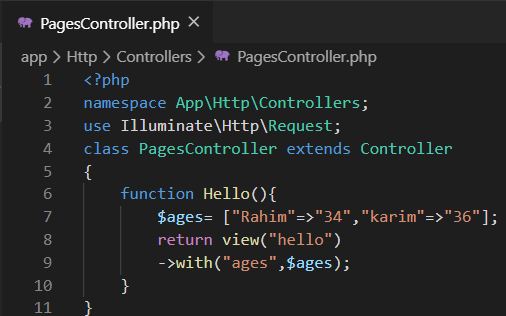 PagesController.php ×
app > Http > Controllers > PagesController.php
1 <?php
2 namespace App\Http\Controllers;
3 use Illuminate\Http\Request;
4 class PagesController extends Controller
5 {
6 function Hello(){
7 $ages= ["Rahim"=>"34","karim"=>"36"];
8 return view("hello")
9 ->with("ages",$ages);
10 }
11 }